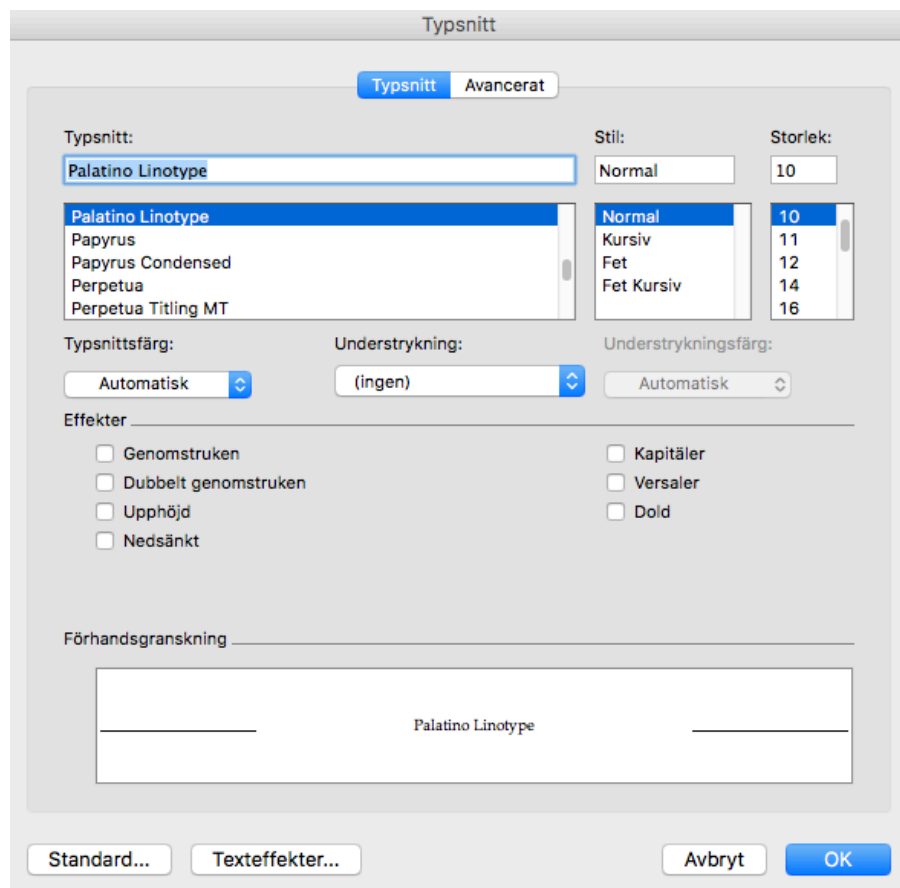 Typsnitt
Typsnitt Avancerat
Typsnitt: Stil: Storlek:
Palatino Linotype Normal 10
Palatino Linotype Normal 10
Papyrus Kursiv 11
Papyrus Condensed Fet 12
Perpetua Fet Kursiv 14
Perpetua Titling MT 16
Typsnittsfärg: Understrykning: Understrykningsfärg:
Automatisk (ingen) Automatisk
Effekter
Genomstruken Kapitäler
Dubbelt genomstruken Versaler
Upphöjd Dold
Nedsänkt
Förhandsgranskning
Palatino Linotype
Standard... Texteffekter... Avbryt OK